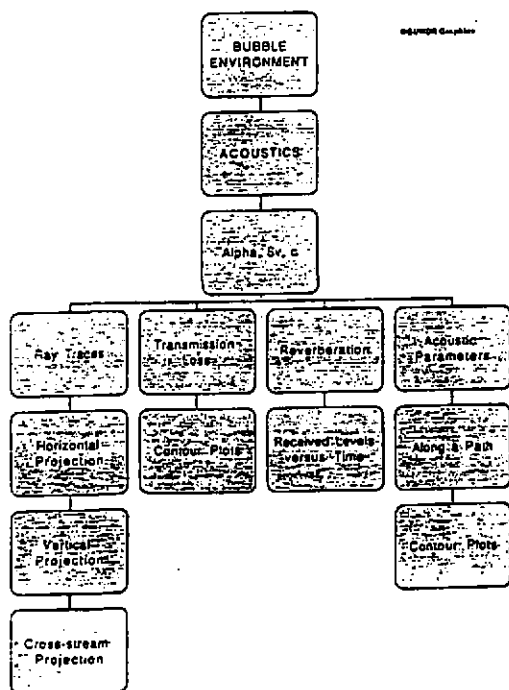 Graphics
BUBBLE
ENVIRONMENT
ACOUSTICS
Alpha, Sv, c
Ray Traces
Transmission
Loss
Reverberation
Acoustic
Parameters
Horizontal
Projection
Contour Plots
Received Levels
versus Time
Along a Path
Vertical
Projection
Contour Plots
Cross-stream
Projection